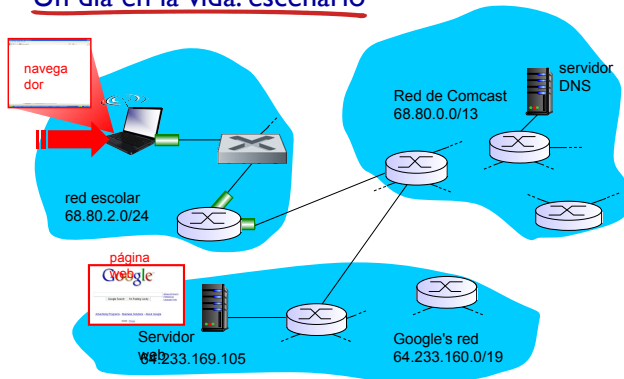 Un día en la vida: escenario
navega
dor
servidor
DNS
Red de Comcast
68.80.0.0/13
red escolar
68.80.2.0/24
página
web
Google
Google Search
Servidor
web
64.233.169.105
Google's red
64.233.160.0/19